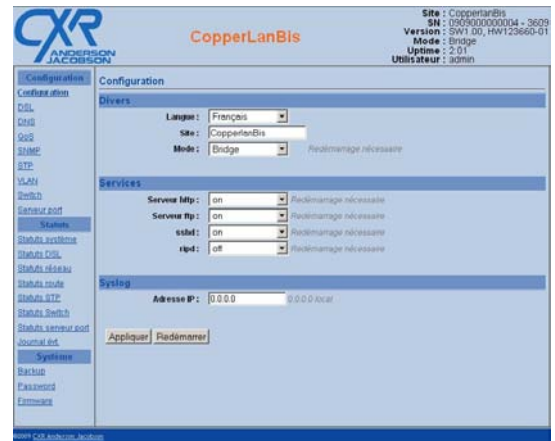 CXR
ANDERSON
JACOBSON
CopperLanBis
Site : CopperlanBis
SN : 0909000000004 - 3609
Version : SW1.00, HW123660-01
Mode : Bridge
Uptime : 2:01
Utilisateur : admin
Configuration
Configuration
DSL
DNS
QoS
SNMP
STP
VLAN
Switch
Serveur port
Statuts
Statuts système
Statuts DSL
Statuts réseau
Statuts route
Statuts STP
Statuts Switch
Statuts serveur port
Journal évt.
Système
Backup
Password
Firmware
Configuration
Divers
Langue : Français
Site : CopperlanBis
Mode : Bridge Redémarrage nécessaire
Services
Serveur http : on Redémarrage nécessaire
Serveur ftp : on Redémarrage nécessaire
sshd : on Redémarrage nécessaire
ripd : off Redémarrage nécessaire
Syslog
Adresse IP : 0.0.0.0 0.0.0.0 local
Appliquer Redémarrer
©2009 CXR Anderson Jacobson